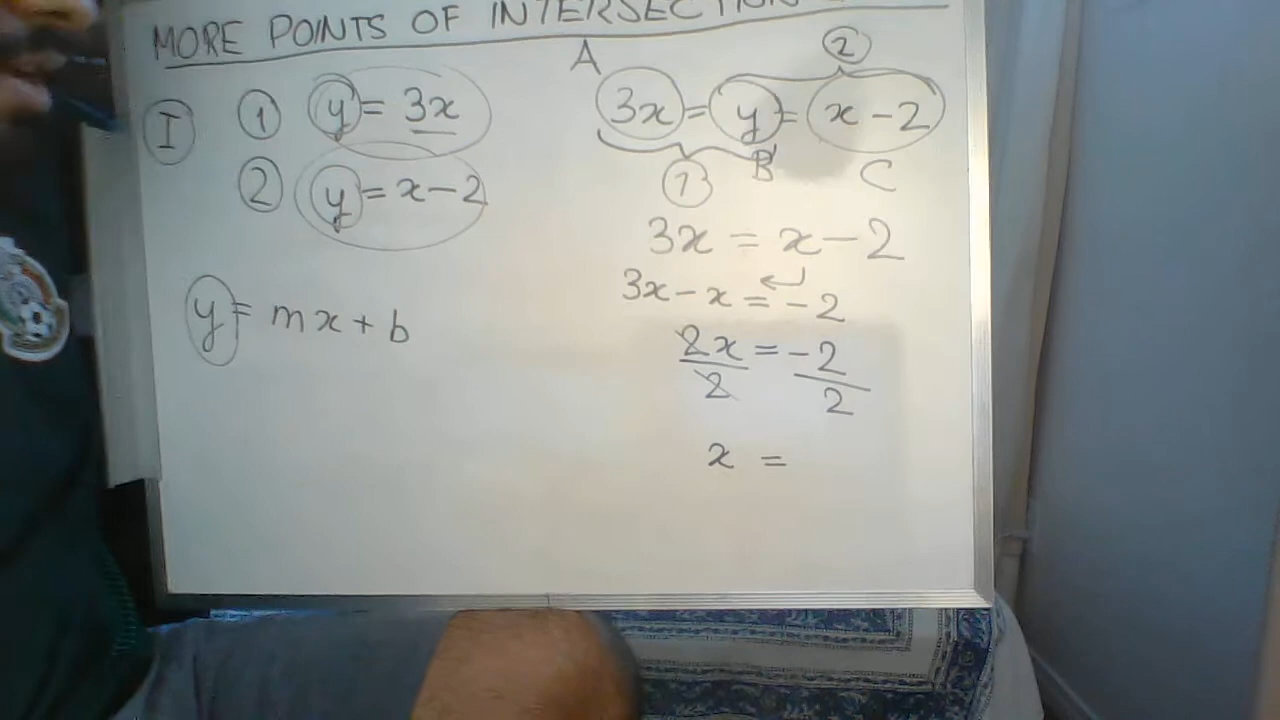 MORE POINTS OF INTERSECTION
I ① y = 3x
② y = x - 2
y = mx + b
A ②
3x = y = x - 2
① B C
3x = x - 2
3x - x = -2
2x = -2
2 2
x =